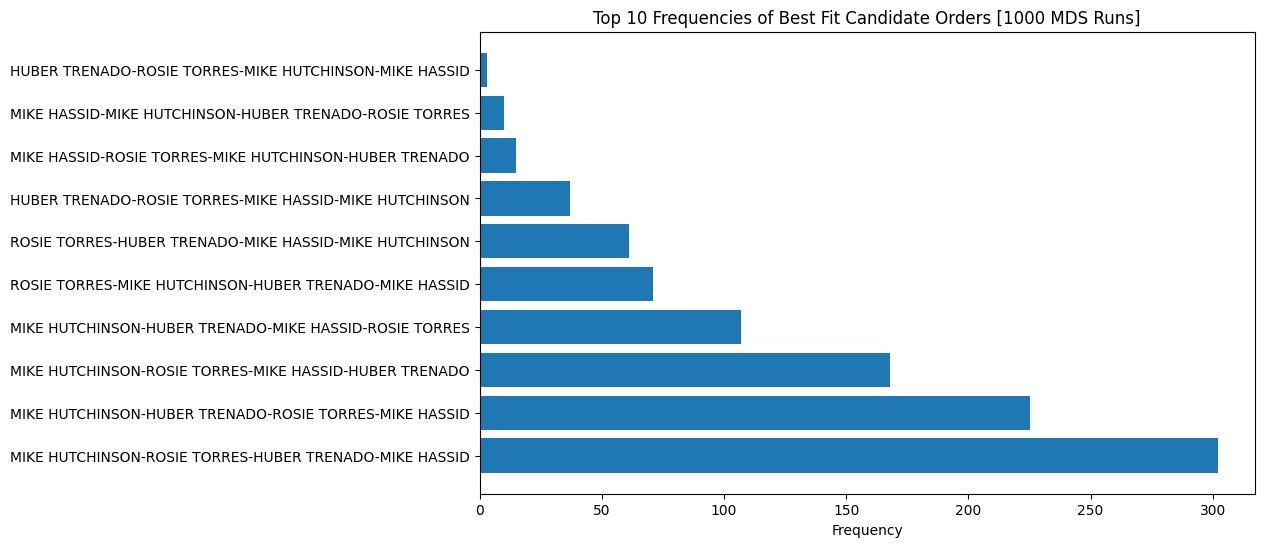 Top 10 Frequencies of Best Fit Candidate Orders [1000 MDS Runs]
HUBER TRENADO-ROSIE TORRES-MIKE HUTCHINSON-MIKE HASSID
MIKE HASSID-MIKE HUTCHINSON-HUBER TRENADO-ROSIE TORRES
MIKE HASSID-ROSIE TORRES-MIKE HUTCHINSON-HUBER TRENADO
HUBER TRENADO-ROSIE TORRES-MIKE HASSID-MIKE HUTCHINSON
ROSIE TORRES-HUBER TRENADO-MIKE HASSID-MIKE HUTCHINSON
ROSIE TORRES-MIKE HUTCHINSON-HUBER TRENADO-MIKE HASSID
MIKE HUTCHINSON-HUBER TRENADO-MIKE HASSID-ROSIE TORRES
MIKE HUTCHINSON-ROSIE TORRES-MIKE HASSID-HUBER TRENADO
MIKE HUTCHINSON-HUBER TRENADO-ROSIE TORRES-MIKE HASSID
MIKE HUTCHINSON-ROSIE TORRES-HUBER TRENADO-MIKE HASSID
0 50 100 150 200 250 300
Frequency